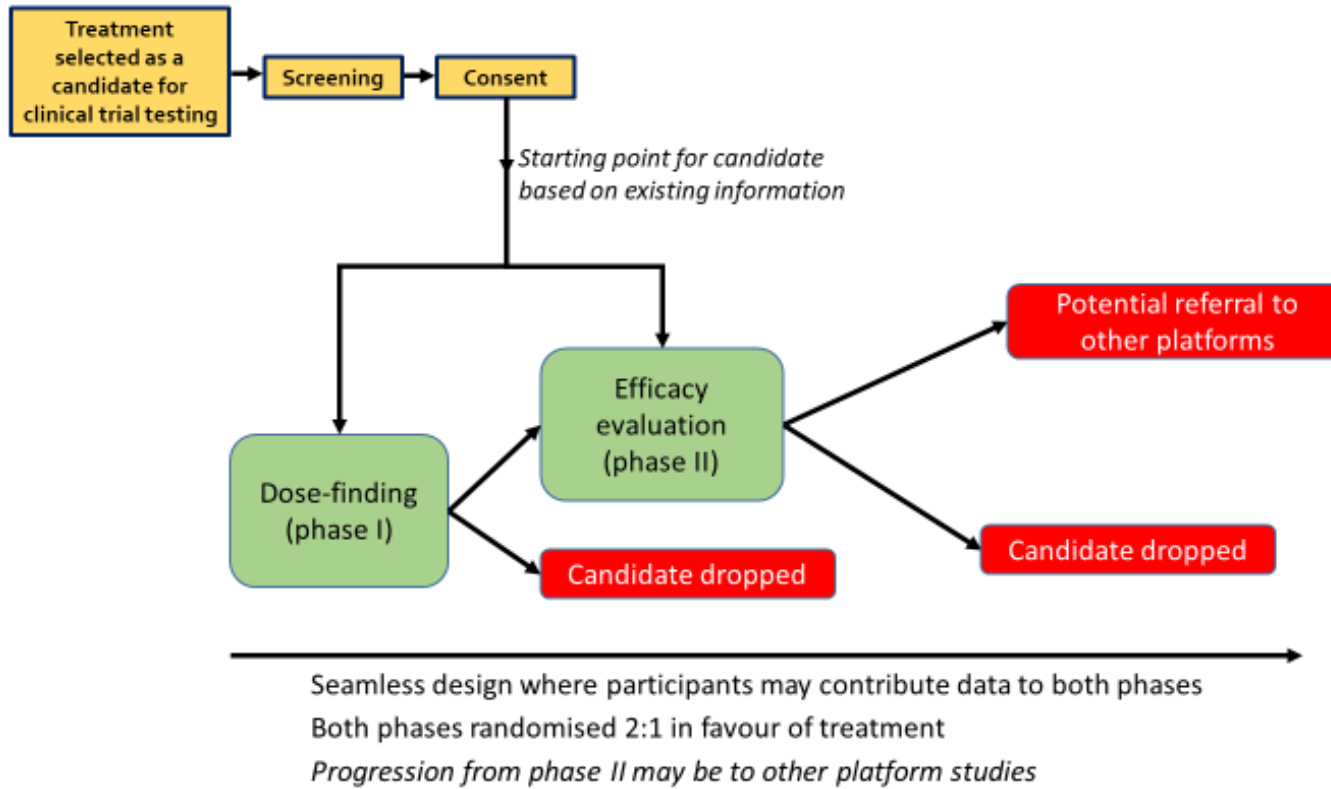 Treatment
selected as a
candidate for
clinical trial testing
Screening
Consent
Starting point for candidate
based on existing information
Potential referral to
other platforms
Efficacy
evaluation
(phase II)
Dose-finding
(phase I)
Candidate dropped
Candidate dropped
Seamless design where participants may contribute data to both phases
Both phases randomised 2:1 in favour of treatment
Progression from phase II may be to other platform studies